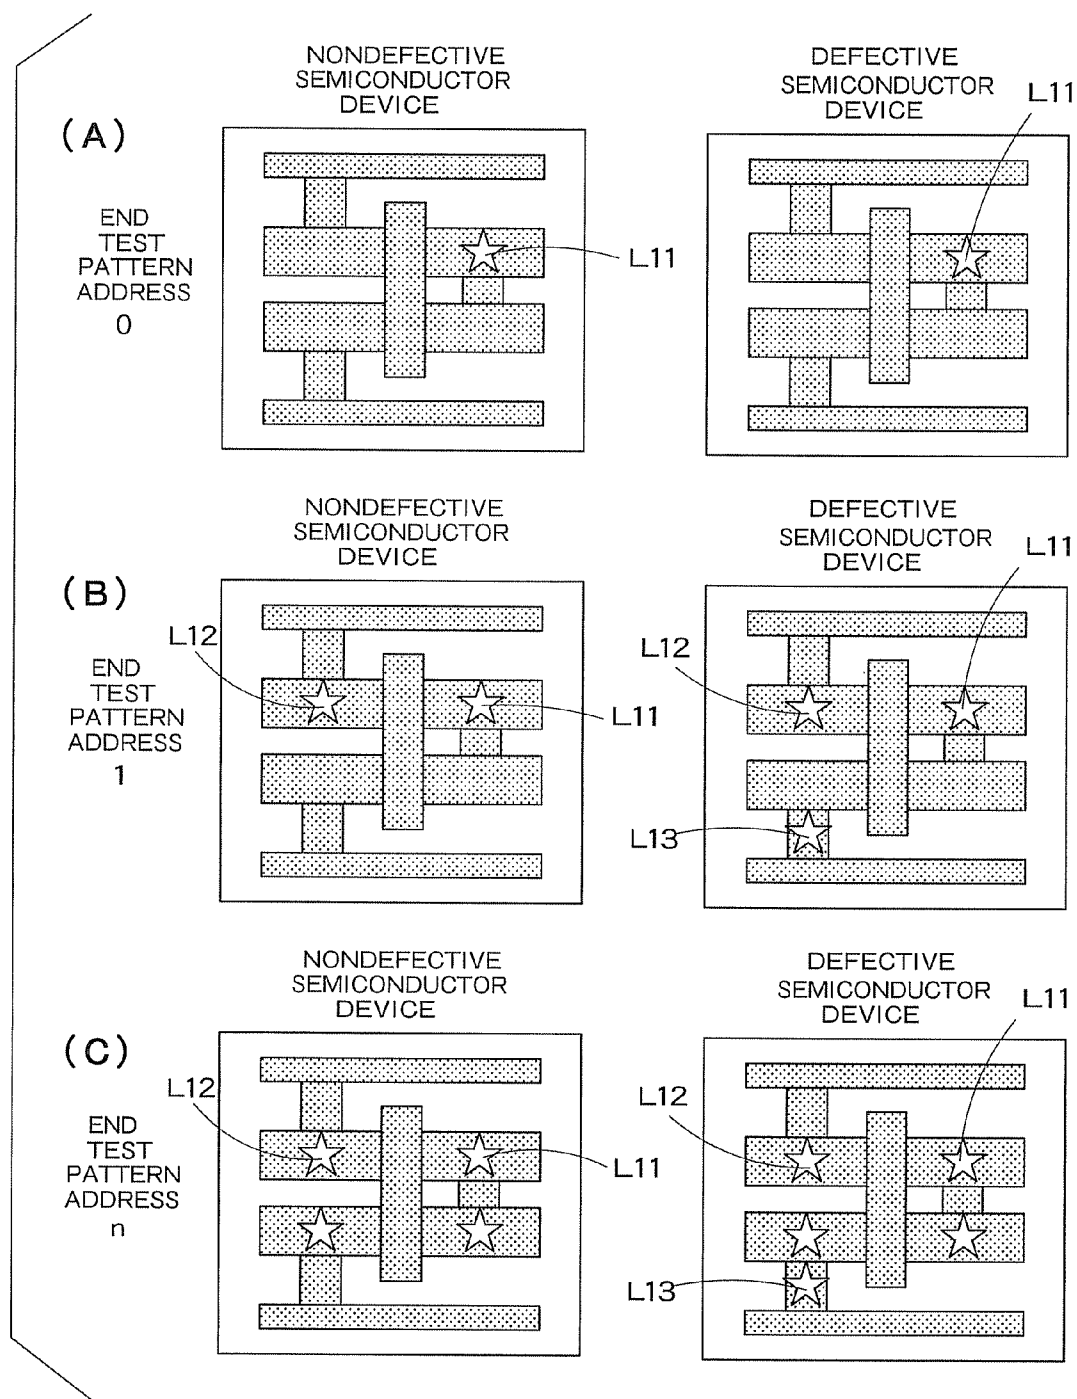 (A)
END
TEST
PATTERN
ADDRESS
0
NONDEFECTIVE
SEMICONDUCTOR
DEVICE
L11
DEFECTIVE
SEMICONDUCTOR
DEVICE
L11
(B)
END
TEST
PATTERN
ADDRESS
1
NONDEFECTIVE
SEMICONDUCTOR
DEVICE
L12
L11
DEFECTIVE
SEMICONDUCTOR
DEVICE
L11
L12
L13
(C)
END
TEST
PATTERN
ADDRESS
n
NONDEFECTIVE
SEMICONDUCTOR
DEVICE
L12
L11
DEFECTIVE
SEMICONDUCTOR
DEVICE
L11
L12
L13